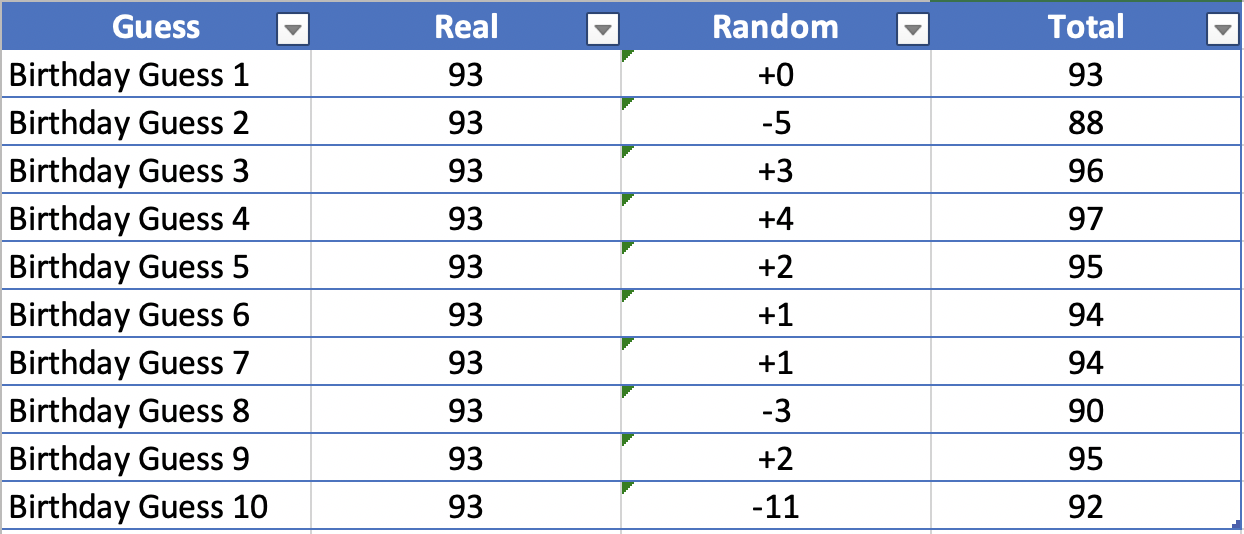 Guess Real Random Total
Birthday Guess 1 93 +0 93
Birthday Guess 2 93 -5 88
Birthday Guess 3 93 +3 96
Birthday Guess 4 93 +4 97
Birthday Guess 5 93 +2 95
Birthday Guess 6 93 +1 94
Birthday Guess 7 93 +1 94
Birthday Guess 8 93 -3 90
Birthday Guess 9 93 +2 95
Birthday Guess 10 93 -11 92